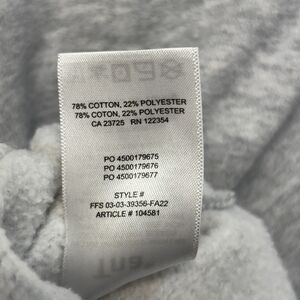 78% COTTON, 22% POLYESTER
78% COTTON, 22% POLYESTER
CA 23725 RN 122354
PO 4500179675
PO 4500179676
PO 4500179677
STYLE #
FFS 03-03-39356-FA22
ARTICLE # 104581